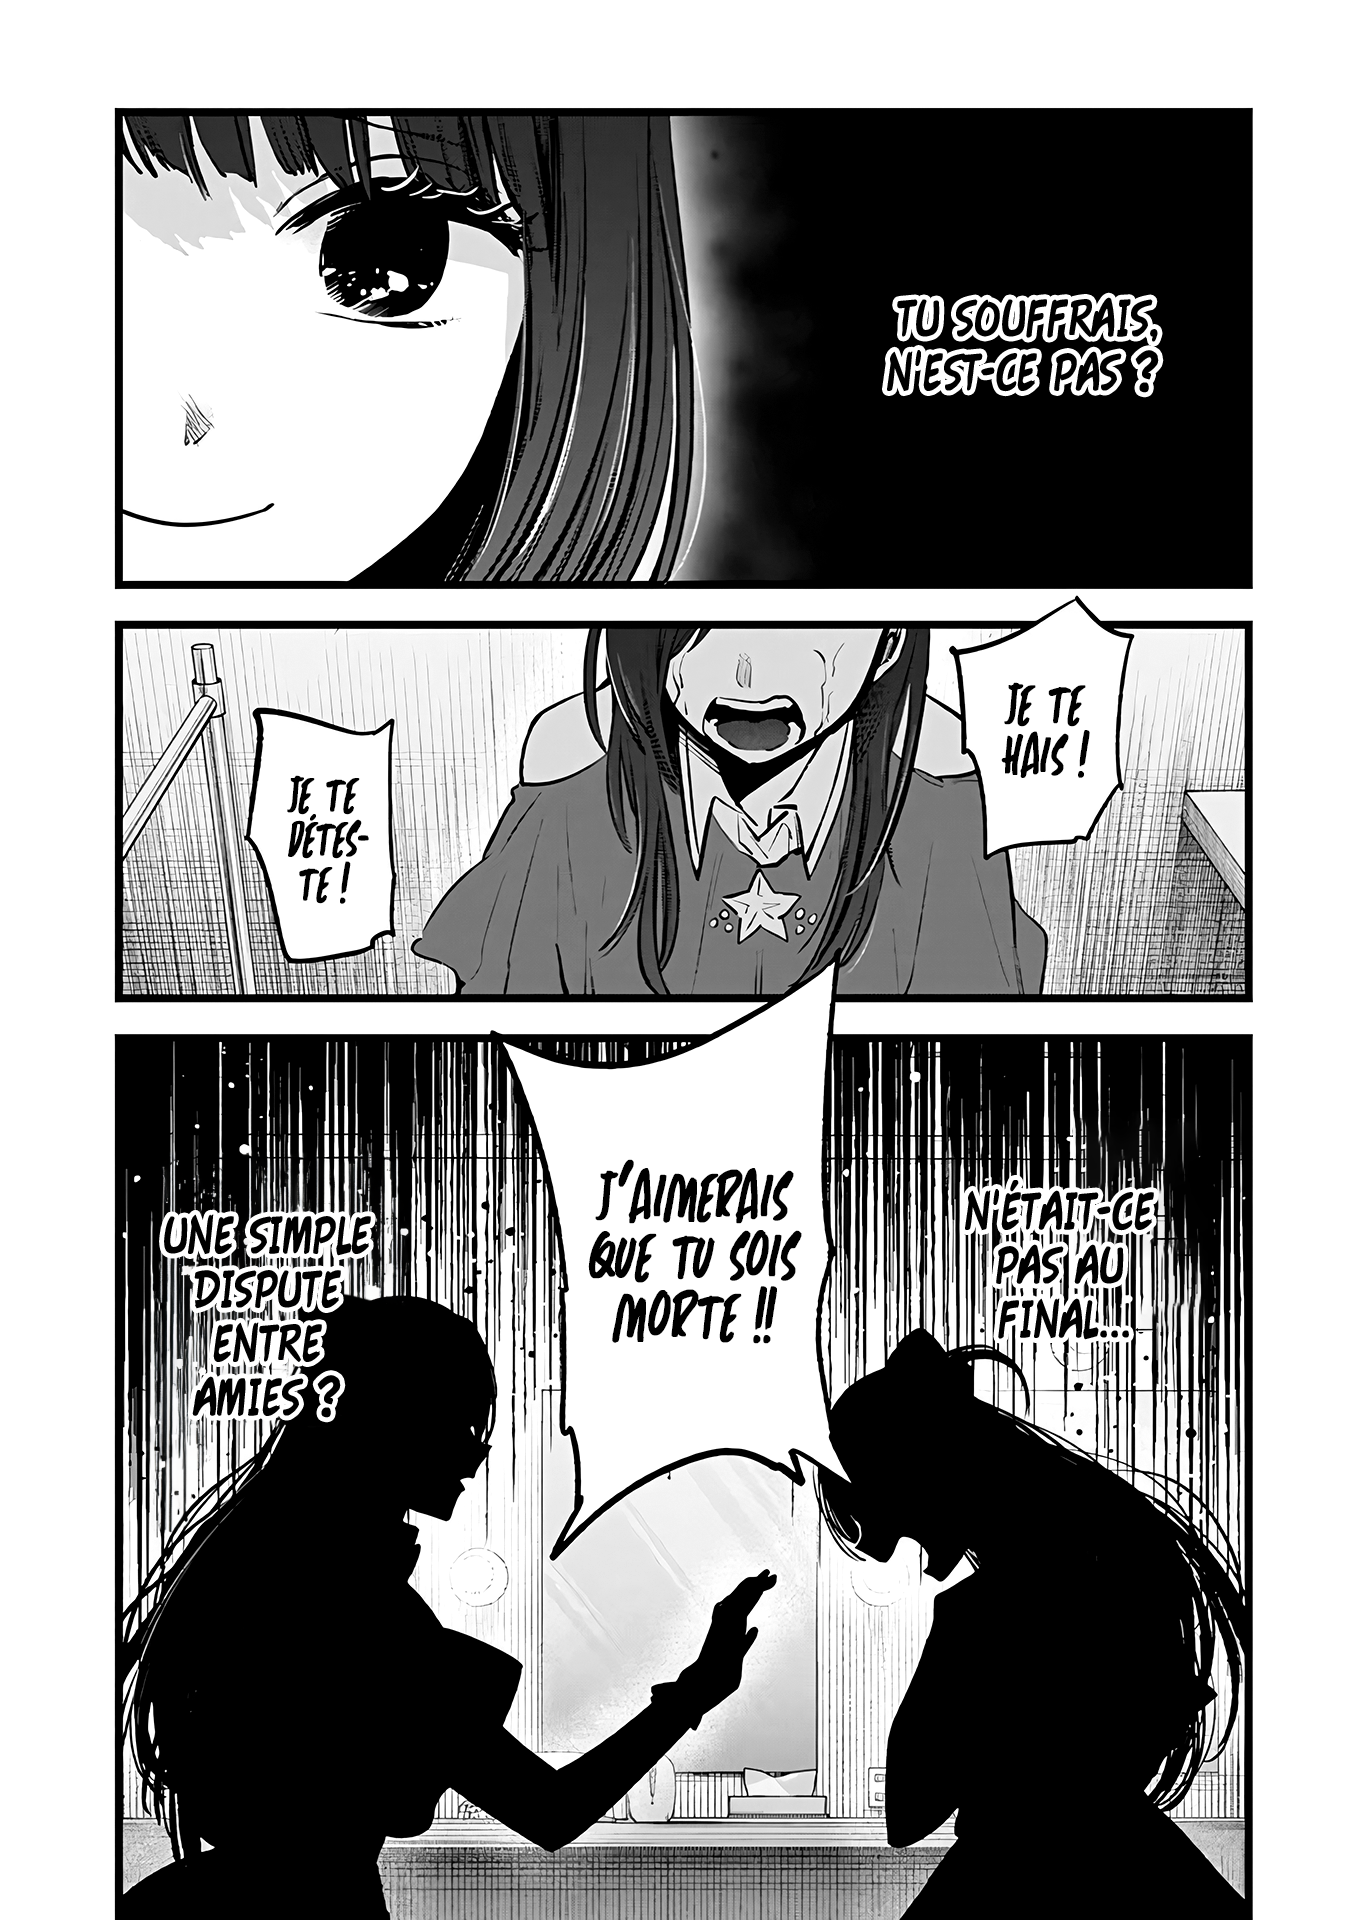 TU SOUFFRAIS,
N'EST-CE PAS ?
JE TE
HAIS !
JE TE
DÉTES-
TE !
N'ÉTAIT-CE
PAS AU
FINAL...
J'AIMERAIS
QUE TU SOIS
MORTE !!
UNE SIMPLE
DISPUTE
ENTRE
AMIES ?